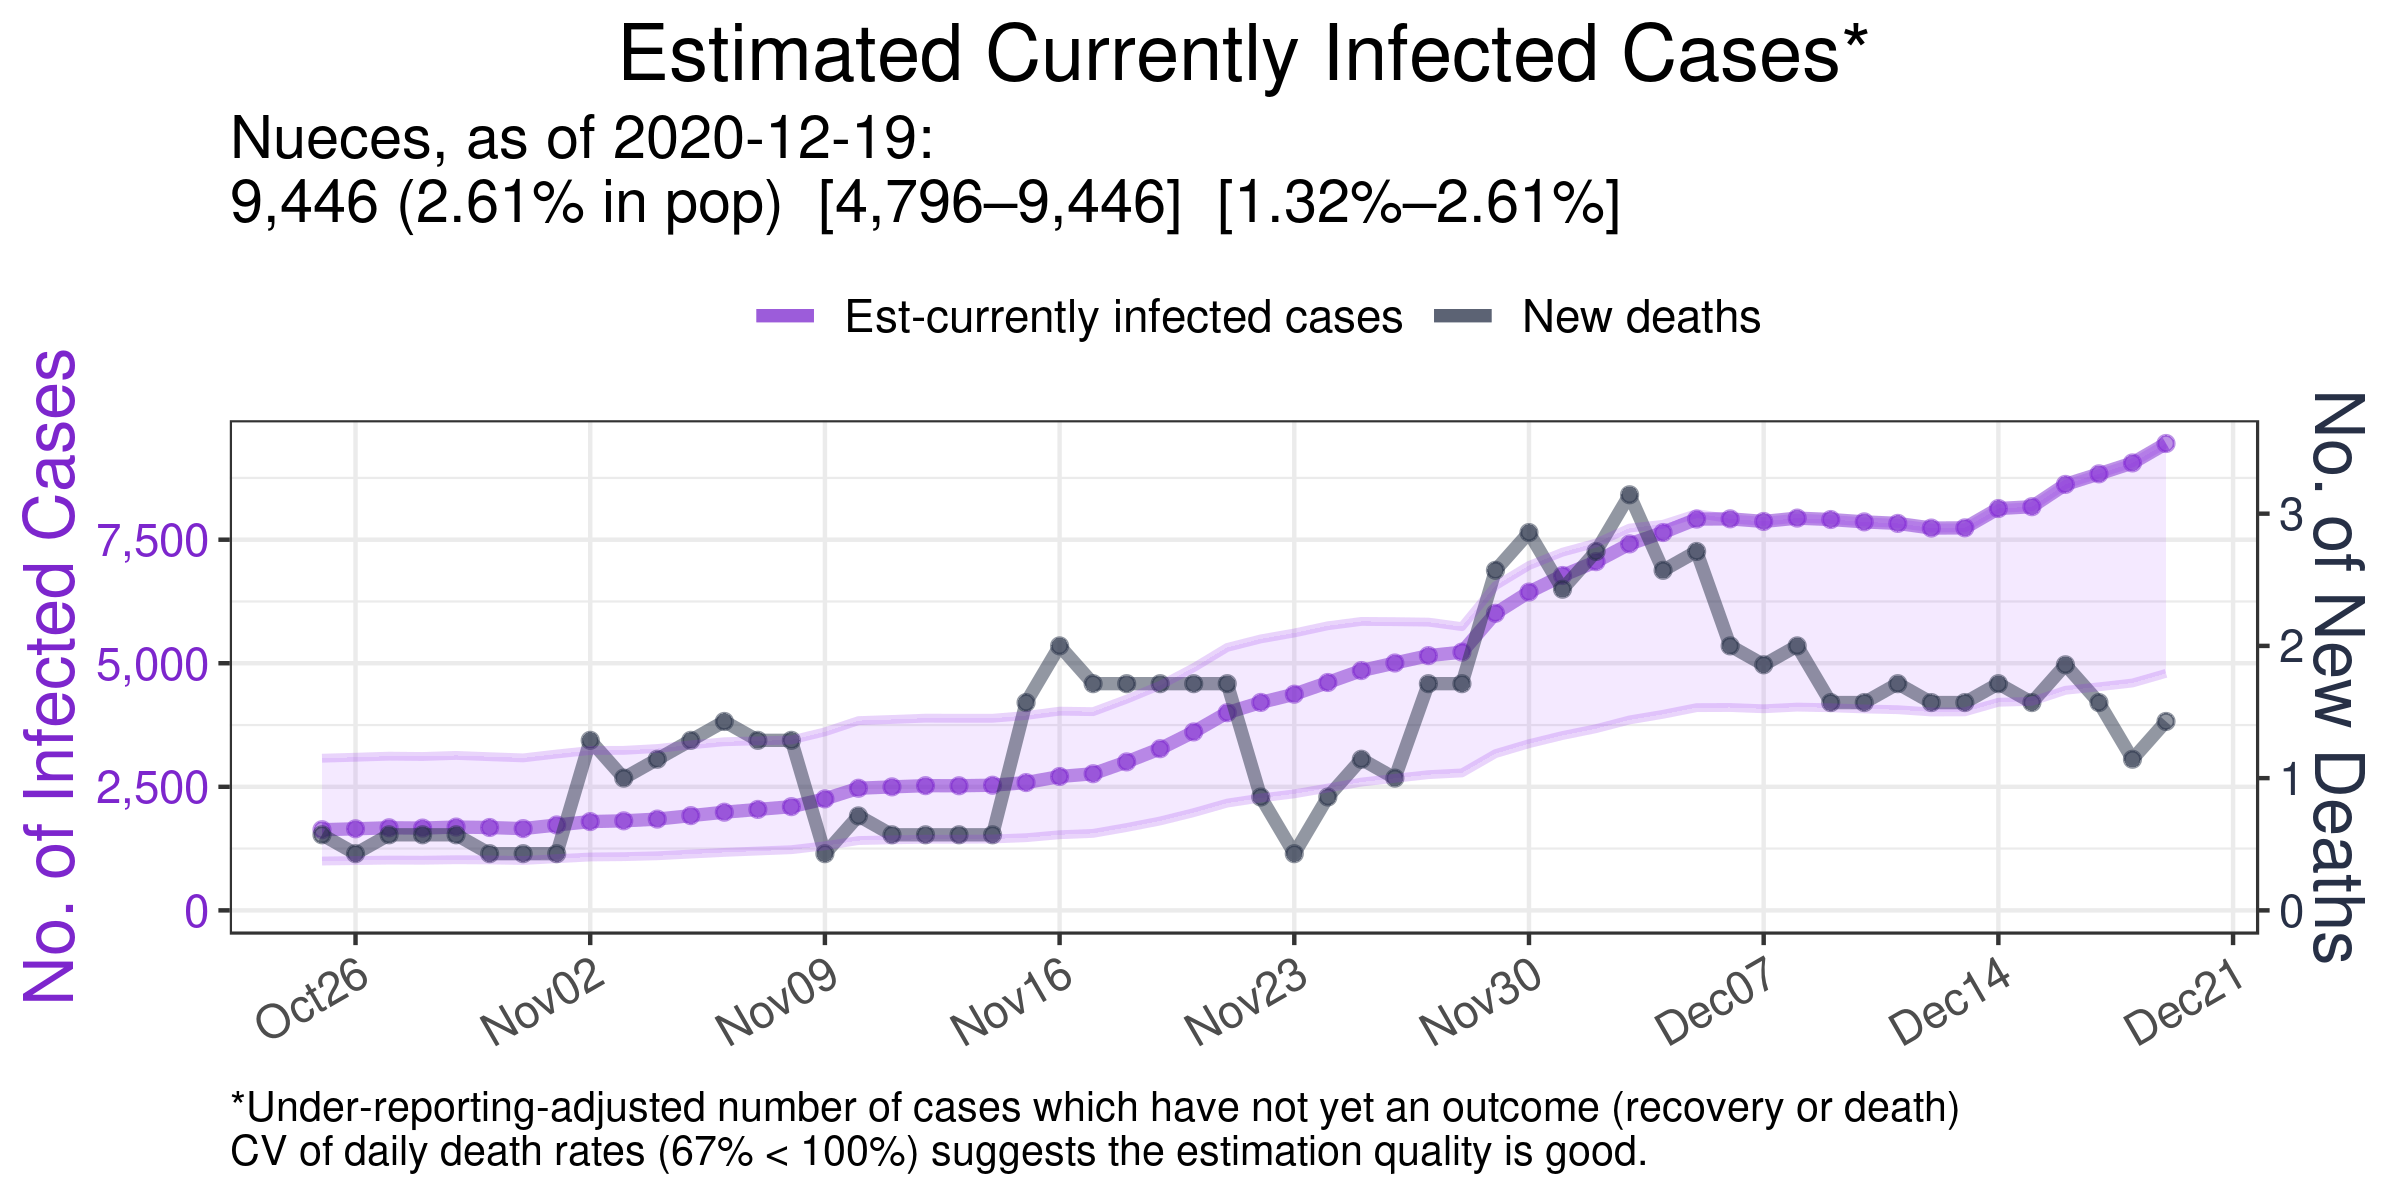 Estimated Currently Infected Cases*
Nueces, as of 2020-12-19:
9,446 (2.61% in pop) [4,796–9,446] [1.32%–2.61%]
Est-currently infected cases New deaths
No. of Infected Cases
7,500
5,000
2,500
0
3
2
1
0
No. of New Deaths
Oct26 Nov02 Nov09 Nov16 Nov23 Nov30 Dec07 Dec14 Dec21
*Under-reporting-adjusted number of cases which have not yet an outcome (recovery or death)
CV of daily death rates (67% < 100%) suggests the estimation quality is good.